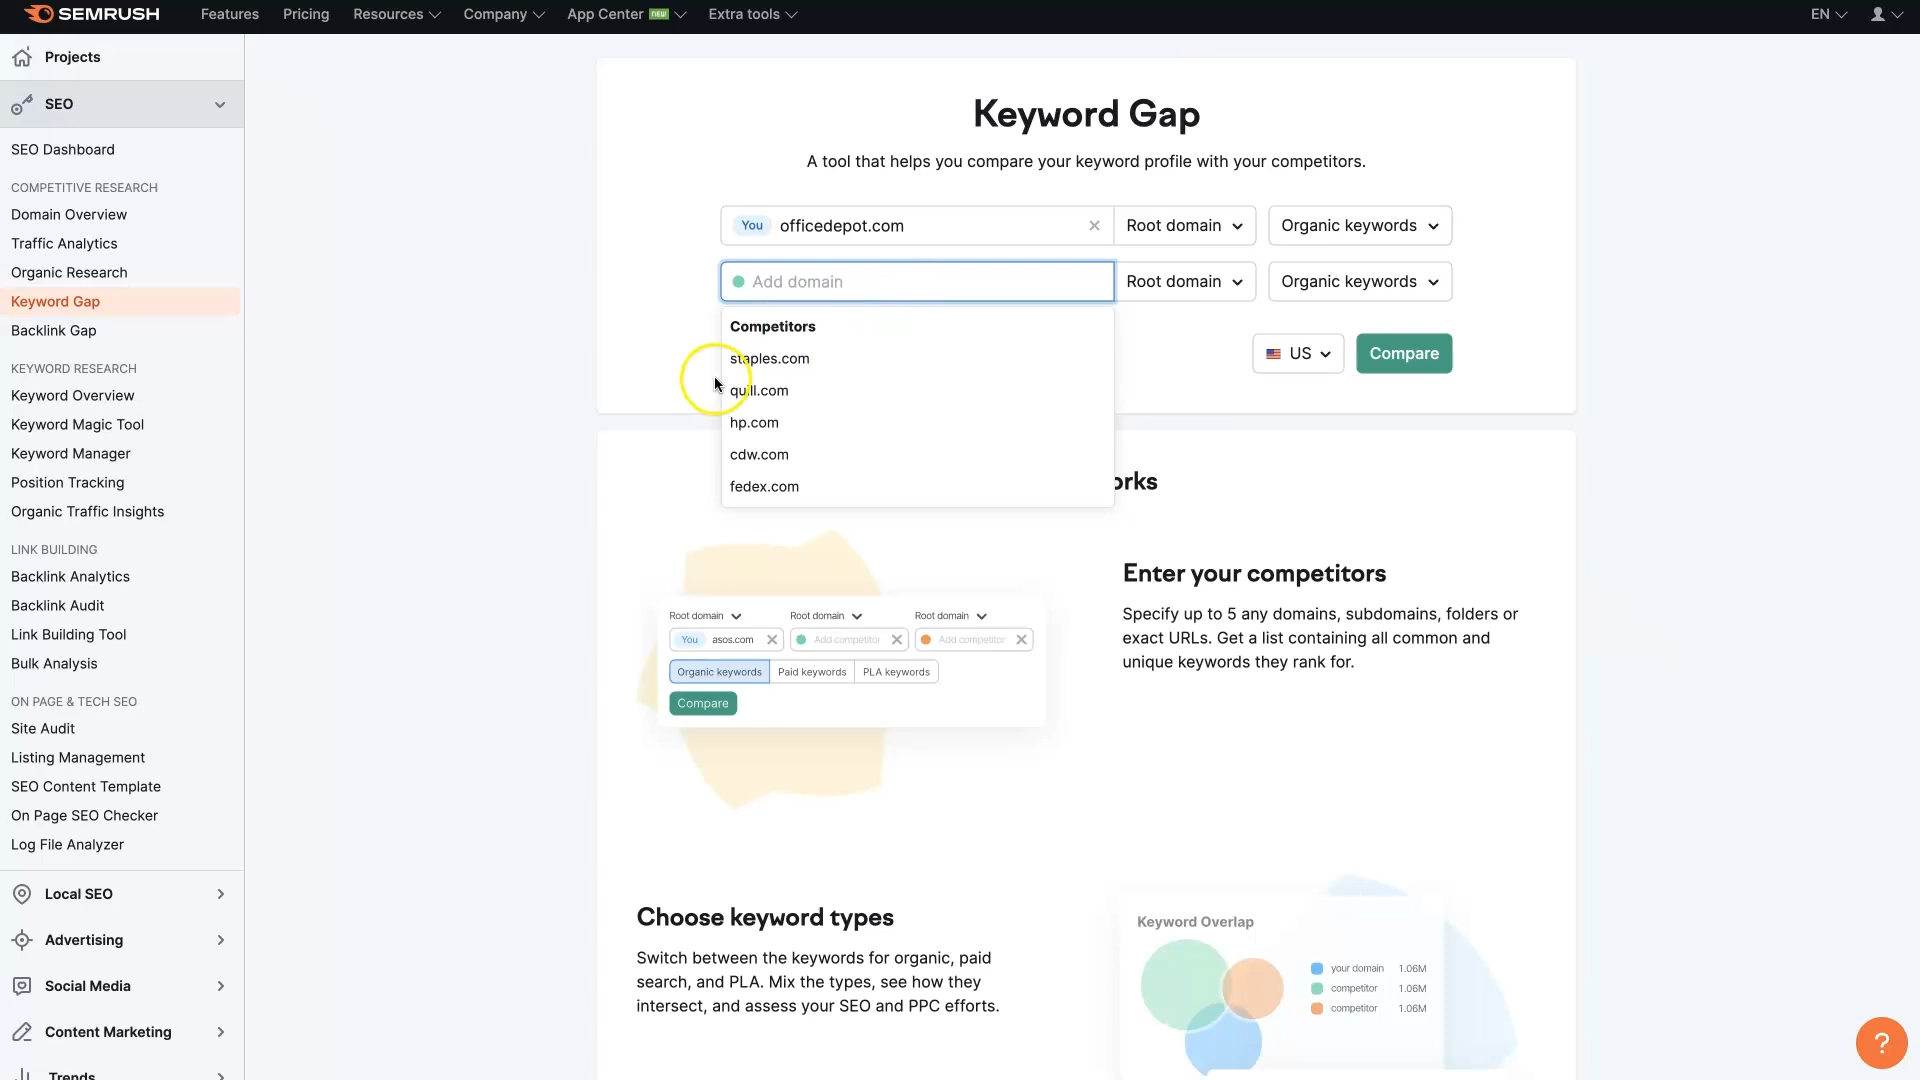 SEMRUSH
Features
Pricing
Resources
Company
App Center NEW
Extra tools
EN
Projects
SEO
SEO Dashboard
COMPETITIVE RESEARCH
Domain Overview
Traffic Analytics
Organic Research
Keyword Gap
Backlink Gap
KEYWORD RESEARCH
Keyword Overview
Keyword Magic Tool
Keyword Manager
Position Tracking
Organic Traffic Insights
LINK BUILDING
Backlink Analytics
Backlink Audit
Link Building Tool
Bulk Analysis
ON PAGE & TECH SEO
Site Audit
Listing Management
SEO Content Template
On Page SEO Checker
Log File Analyzer
Local SEO
Advertising
Social Media
Content Marketing
Trends
Keyword Gap
A tool that helps you compare your keyword profile with your competitors.
You officedepot.com
Root domain
Organic keywords
Add domain
Root domain
Organic keywords
Competitors
staples.com
quill.com
hp.com
cdw.com
fedex.com
US
Compare
orks
Root domain
Root domain
Root domain
You asos.com
Add competitor
Add competitor
Organic keywords
Paid keywords
PLA keywords
Compare
Enter your competitors
Specify up to 5 any domains, subdomains, folders or
exact URLs. Get a list containing all common and
unique keywords they rank for.
Choose keyword types
Switch between the keywords for organic, paid
search, and PLA. Mix the types, see how they
intersect, and assess your SEO and PPC efforts.
Keyword Overlap
your domain 1.06M
competitor 1.06M
competitor 1.06M
?